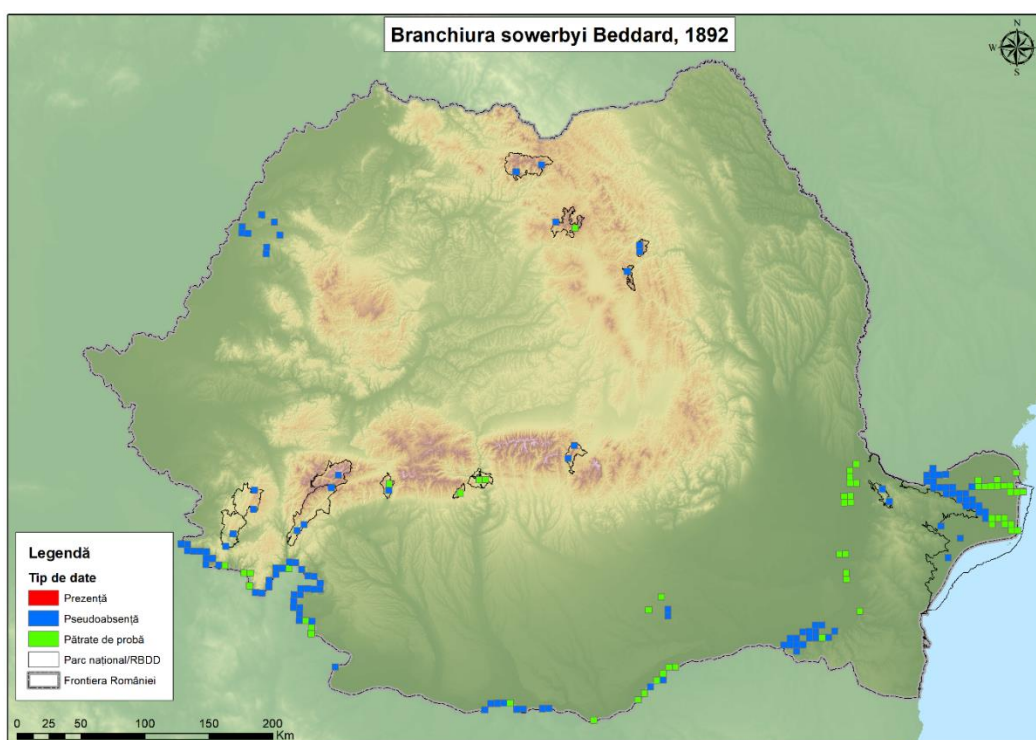 Branchiura sowerbyi Beddard, 1892
N
W E
S
Legendă
Tip de date
Prezență
Pseudoabsență
Pătrate de probă
Parc național/RBDD
Frontiera României
0 25 50 100 150 200
Km